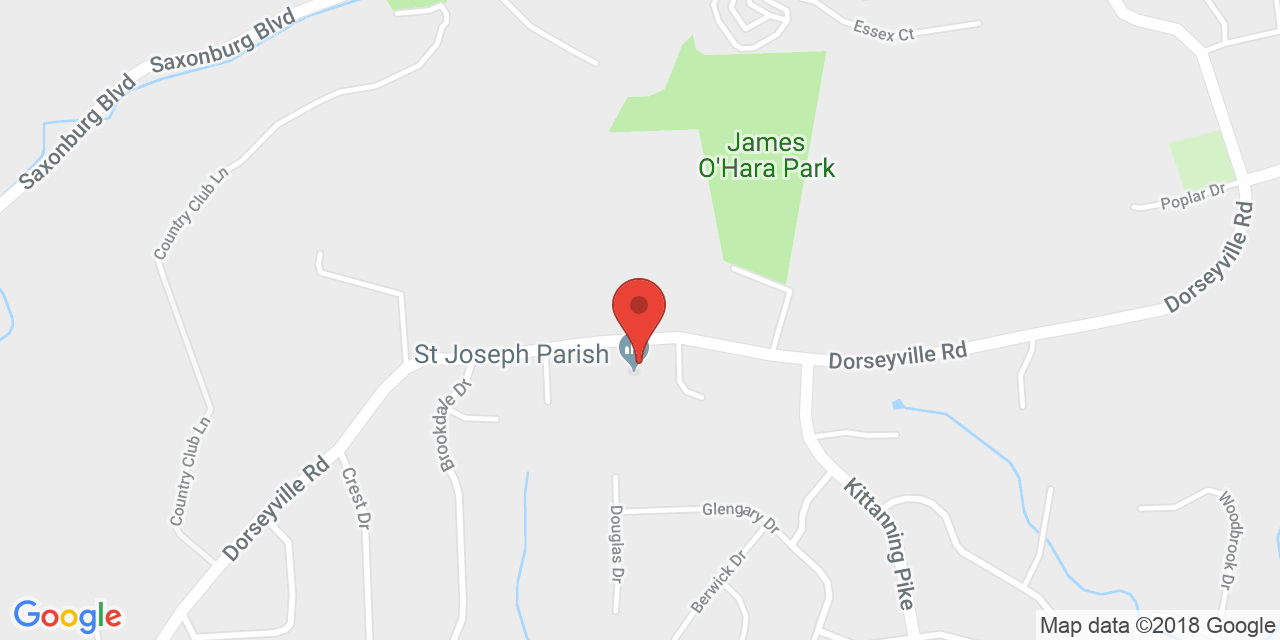 Saxonburg Blvd
Essex Ct
Saxonburg Blvd
James
O'Hara Park
Country Club Ln
Poplar Dr
Dorseyville Rd
St Joseph Parish
Dorseyville Rd
Brookdale Dr
Country Club Ln
Dorseyville Rd
Crest Dr
Kittanning Pike
Glengary Dr
Douglas Dr
Woodbrook Dr
Berwick Dr
Google
Map data ©2018 Google